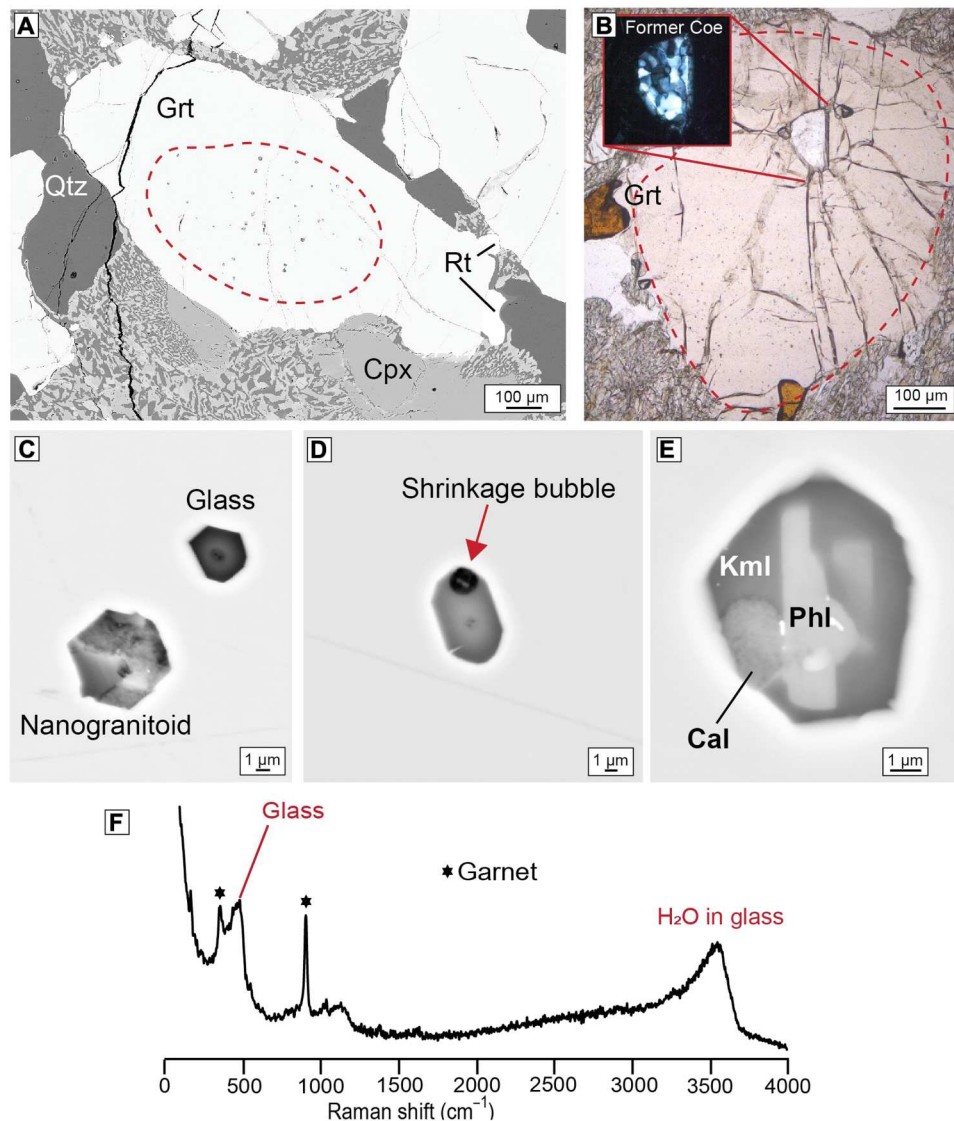 A
Grt
Qtz
Rt
Cpx
100 µm
B
Former Coe
Grt
100 µm
C
Glass
Nanogranitoid
1 µm
D
Shrinkage bubble
1 µm
E
Kml
Phl
Cal
1 µm
F
Glass
✶ Garnet
✶
✶
H₂O in glass
0 500 1000 1500 2000 2500 3000 3500 4000
Raman shift (cm⁻¹)